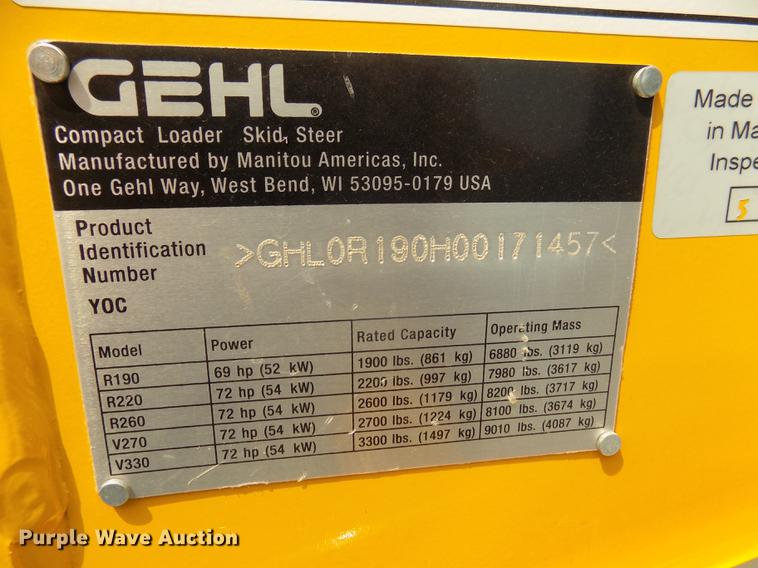 GEHL®
Compact Loader Skid, Steer
Manufactured by Manitou Americas, Inc.
One Gehl Way, West Bend, WI 53095-0179 USA
Product
Identification
Number
>GHL0R190H00171457<
YOC
Model Power Rated Capacity Operating Mass
R190 69 hp (52 kW) 1900 lbs. (861 kg) 6880 lbs. (3119 kg)
R220 72 hp (54 kW) 2200 lbs. (997 kg) 7980 lbs. (3617 kg)
R260 72 hp (54 kW) 2600 lbs. (1179 kg) 8200 lbs. (3717 kg)
V270 72 hp (54 kW) 2700 lbs. (1224 kg) 8100 lbs. (3674 kg)
V330 72 hp (54 kW) 3300 lbs. (1497 kg) 9010 lbs. (4087 kg)
Made
in Ma
Inspe
5
Purple Wave Auction